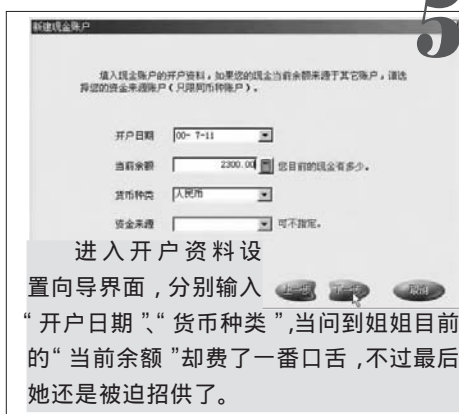 5
新建现金账户
填入现金账户的开户资料，如果您的现金当前余额来源于其它账户，请选
择您的资金来源账户（只限同币种账户）。
开户日期 00- 7-11
当前余额 2300.00 您目前的现金有多少。
货币种类 人民币
资金来源 可不指定。
上一步 下一步 取消
进入开户资料设
置向导界面,分别输入
“开户日期”、“货币种类”,当问到姐姐目前
的“当前余额”却费了一番口舌,不过最后
她还是被迫招供了。